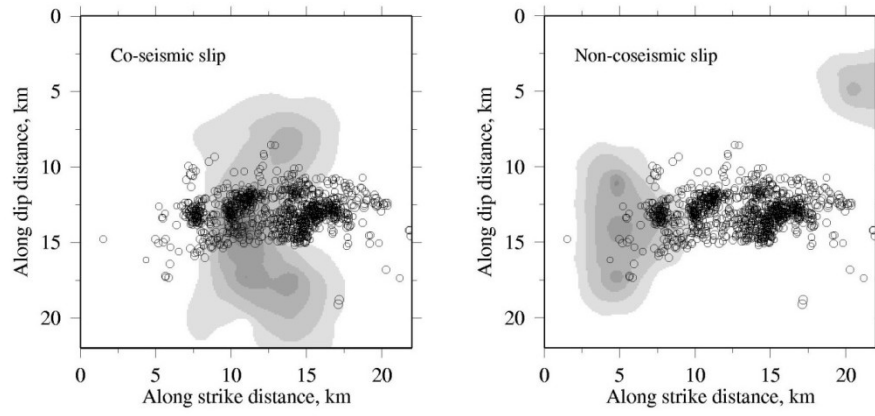 0
5
10
15
20
Along dip distance, km
Co-seismic slip
0 5 10 15 20
Along strike distance, km
0
5
10
15
20
Along dip distance, km
Non-coseismic slip
0 5 10 15 20
Along strike distance, km